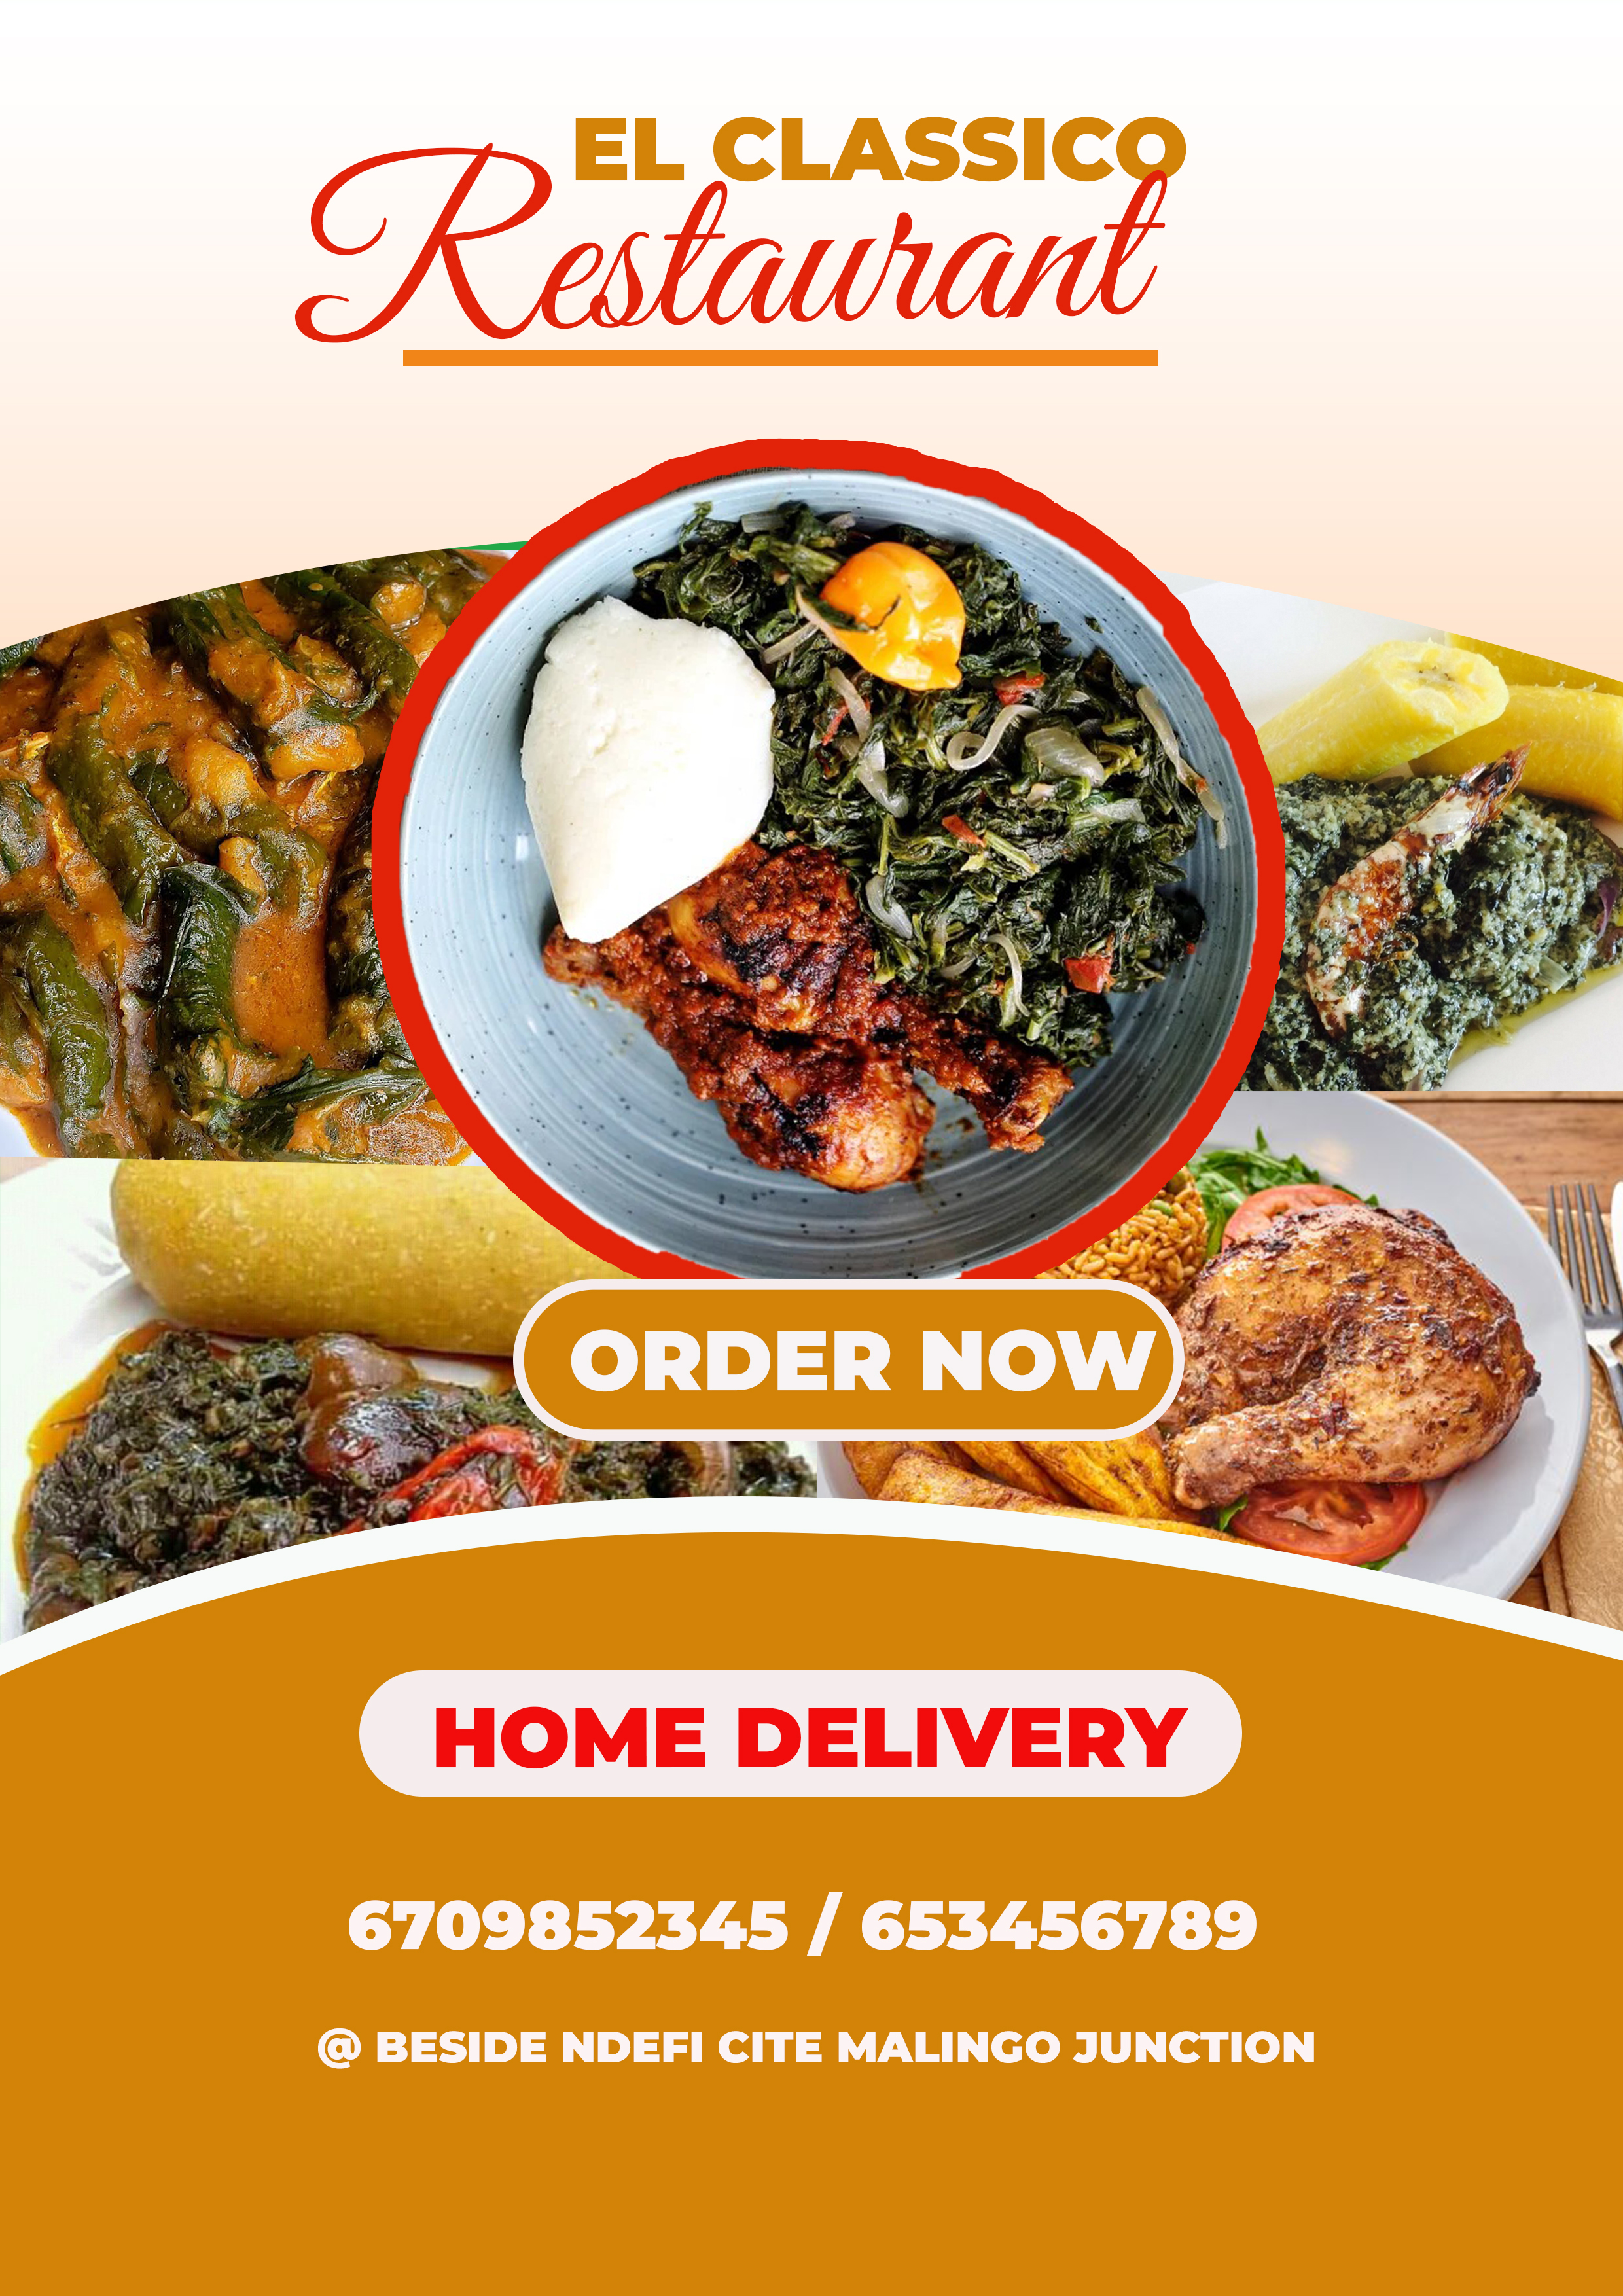 EL CLASSICO
Restaurant
ORDER NOW
HOME DELIVERY
6709852345 / 653456789
@ BESIDE NDEFI CITE MALINGO JUNCTION